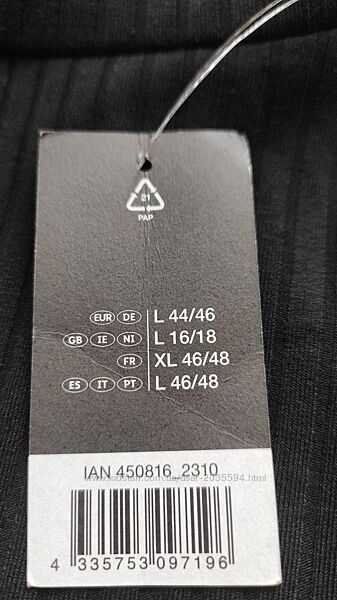 21
PAP
EUR DE L 44/46
GB IE NI L 16/18
FR XL 46/48
ES IT PT L 46/48
IAN 450816_2310
4 335753 097196